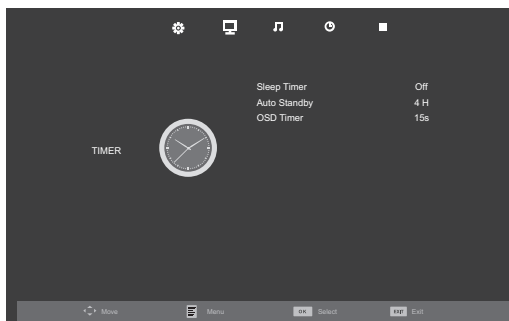 Sleep Timer Off
Auto Standby 4 H
OSD Timer 15s
TIMER
Move Menu OK Select EXIT Exit